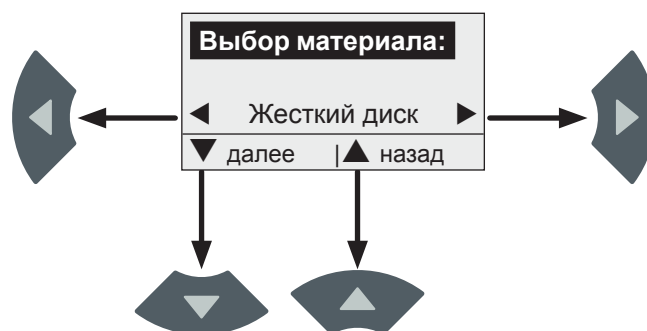 Выбор материала:
◀ Жесткий диск ▶
▼ далее |▲ назад